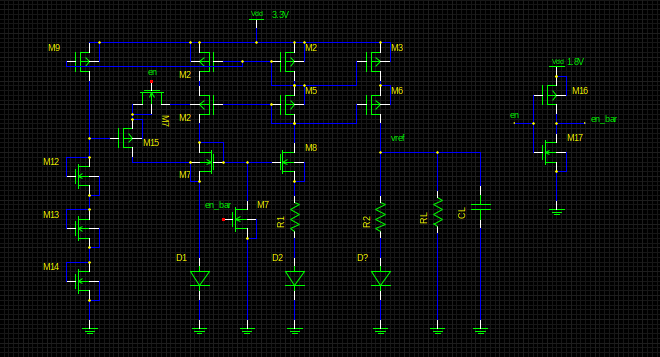 Vdd 3.3V
M9
M2
M2
M3
Vdd 1.8V
en
M2
M5
M6
M16
M7
en
en_bar
M15
vref
M17
M12
M7
M8
M13
en_bar
M7
R1
R2
RL
CL
M14
D1
D2
D?